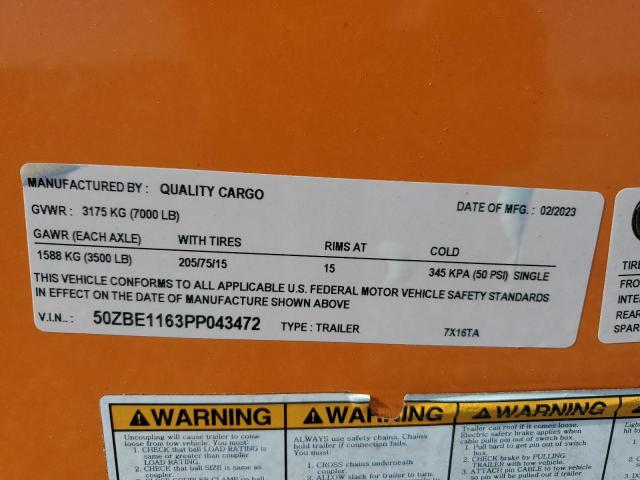 MANUFACTURED BY: QUALITY CARGO DATE OF MFG.: 02/2023
GVWR: 3175 KG (7000 LB)
GAWR (EACH AXLE) WITH TIRES RIMS AT COLD
1588 KG (3500 LB) 205/75/15 15 345 KPA (50 PSI) SINGLE
THIS VEHICLE CONFORMS TO ALL APPLICABLE U.S. FEDERAL MOTOR VEHICLE SAFETY STANDARDS
IN EFFECT ON THE DATE OF MANUFACTURE SHOWN ABOVE
V.I.N..: 50ZBE1163PP043472 TYPE: TRAILER 7X16TA
TIRE
FRO
INTE
REAR
SPA
WARNING
Uncoupling will cause trailer to come
loose from tow vehicle. You must:
1. CHECK that ball LOAD RATING is
same or greater than coupler
LOAD RATING.
2. CHECK that ball SIZE is same as
WARNING
ALWAYS use safety chains. Chains
hold trailer if connection fails.
You must:
1. CROSS chains underneath
coupler.
2. ALLOW slack for trailer to turn.
WARNING
Trailer can roll if it comes loose.
Electric safety brake applies when
cable pulls pin out of switch box.
1. Pull hard to get pin out of
switch box.
2. CHECK brake by PULLING
TRAILER with tow vehicle.
3. ATTACH PIN CABLE to tow vehicle
WARN
Ligh
hit b